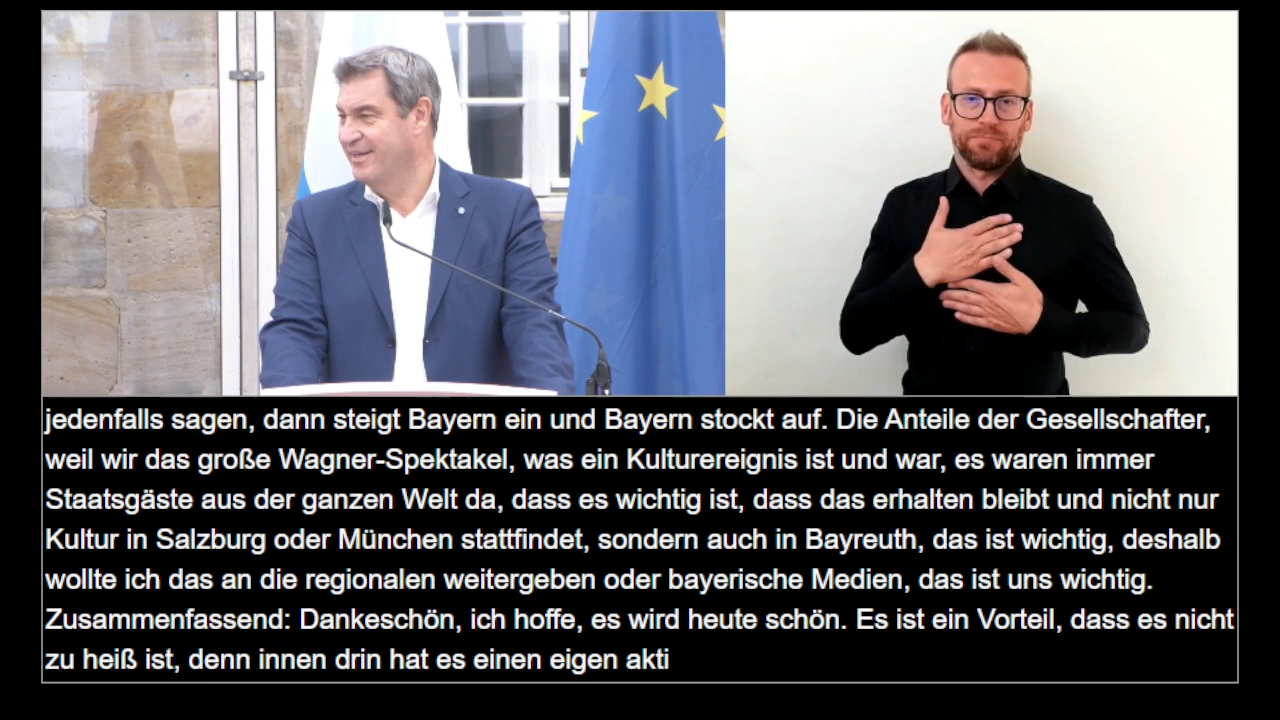 jedenfalls sagen, dann steigt Bayern ein und Bayern stockt auf. Die Anteile der Gesellschafter,
weil wir das große Wagner-Spektakel, was ein Kulturereignis ist und war, es waren immer
Staatsgäste aus der ganzen Welt da, dass es wichtig ist, dass das erhalten bleibt und nicht nur
Kultur in Salzburg oder München stattfindet, sondern auch in Bayreuth, das ist wichtig, deshalb
wollte ich das an die regionalen weitergeben oder bayerische Medien, das ist uns wichtig.
Zusammenfassend: Dankeschön, ich hoffe, es wird heute schön. Es ist ein Vorteil, dass es nicht
zu heiß ist, denn innen drin hat es einen eigen akti